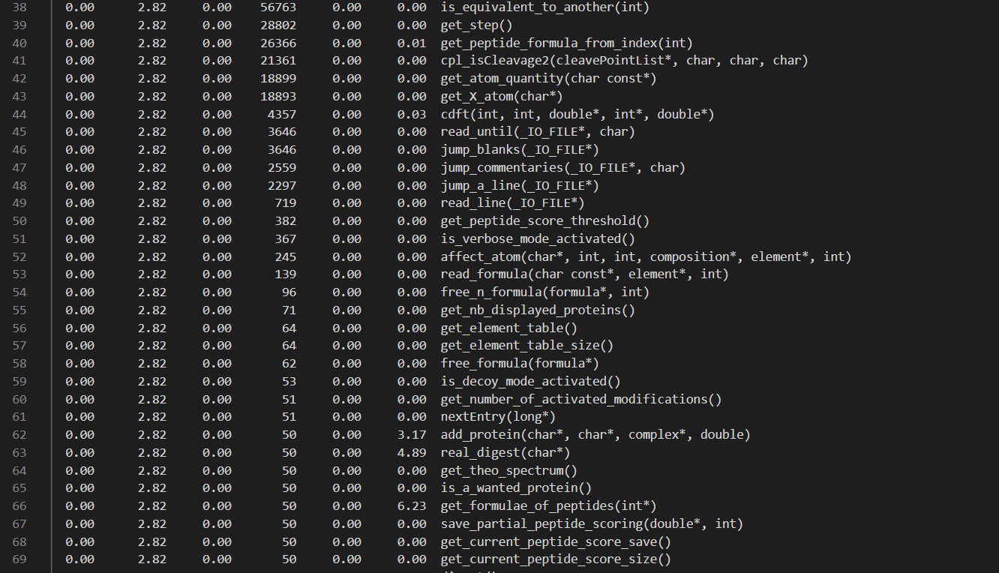 38 0.00 2.82 0.00 56763 0.00 0.00 is_equivalent_to_another(int)
39 0.00 2.82 0.00 28802 0.00 0.00 get_step()
40 0.00 2.82 0.00 26366 0.00 0.01 get_peptide_formula_from_index(int)
41 0.00 2.82 0.00 21361 0.00 0.00 cpl_isCleavage2(cleavePointList*, char, char, char)
42 0.00 2.82 0.00 18899 0.00 0.00 get_atom_quantity(char const*)
43 0.00 2.82 0.00 18893 0.00 0.00 get_X_atom(char*)
44 0.00 2.82 0.00 4357 0.00 0.03 cdft(int, int, double*, int*, double*)
45 0.00 2.82 0.00 3646 0.00 0.00 read_until(_IO_FILE*, char)
46 0.00 2.82 0.00 3646 0.00 0.00 jump_blanks(_IO_FILE*)
47 0.00 2.82 0.00 2559 0.00 0.00 jump_commentaries(_IO_FILE*, char)
48 0.00 2.82 0.00 2297 0.00 0.00 jump_a_line(_IO_FILE*)
49 0.00 2.82 0.00 719 0.00 0.00 read_line(_IO_FILE*)
50 0.00 2.82 0.00 382 0.00 0.00 get_peptide_score_threshold()
51 0.00 2.82 0.00 367 0.00 0.00 is_verbose_mode_activated()
52 0.00 2.82 0.00 245 0.00 0.00 affect_atom(char*, int, int, composition*, element*, int)
53 0.00 2.82 0.00 139 0.00 0.00 read_formula(char const*, element*, int)
54 0.00 2.82 0.00 96 0.00 0.00 free_n_formula(formula*, int)
55 0.00 2.82 0.00 71 0.00 0.00 get_nb_displayed_proteins()
56 0.00 2.82 0.00 64 0.00 0.00 get_element_table()
57 0.00 2.82 0.00 64 0.00 0.00 get_element_table_size()
58 0.00 2.82 0.00 62 0.00 0.00 free_formula(formula*)
59 0.00 2.82 0.00 53 0.00 0.00 is_decoy_mode_activated()
60 0.00 2.82 0.00 51 0.00 0.00 get_number_of_activated_modifications()
61 0.00 2.82 0.00 51 0.00 0.00 nextEntry(long*)
62 0.00 2.82 0.00 50 0.00 3.17 add_protein(char*, char*, complex*, double)
63 0.00 2.82 0.00 50 0.00 4.89 real_digest(char*)
64 0.00 2.82 0.00 50 0.00 0.00 get_theo_spectrum()
65 0.00 2.82 0.00 50 0.00 0.00 is_a_wanted_protein()
66 0.00 2.82 0.00 50 0.00 6.23 get_formulae_of_peptides(int*)
67 0.00 2.82 0.00 50 0.00 0.00 save_partial_peptide_scoring(double*, int)
68 0.00 2.82 0.00 50 0.00 0.00 get_current_peptide_score_save()
69 0.00 2.82 0.00 50 0.00 0.00 get_current_peptide_score_size()